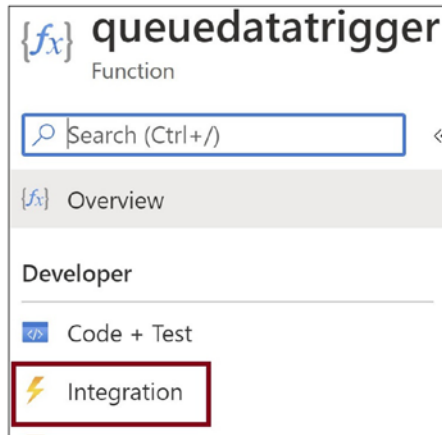 {fx} queuedatatrigger
Function
Search (Ctrl+/)
«
{fx} Overview
Developer
</> Code + Test
Integration